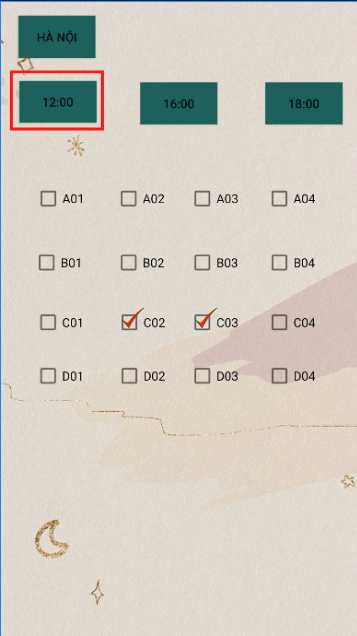 HÀ NỘI
12:00 16:00 18:00
A01 A02 A03 A04
B01 B02 B03 B04
C01 C02 C03 C04
D01 D02 D03 D04